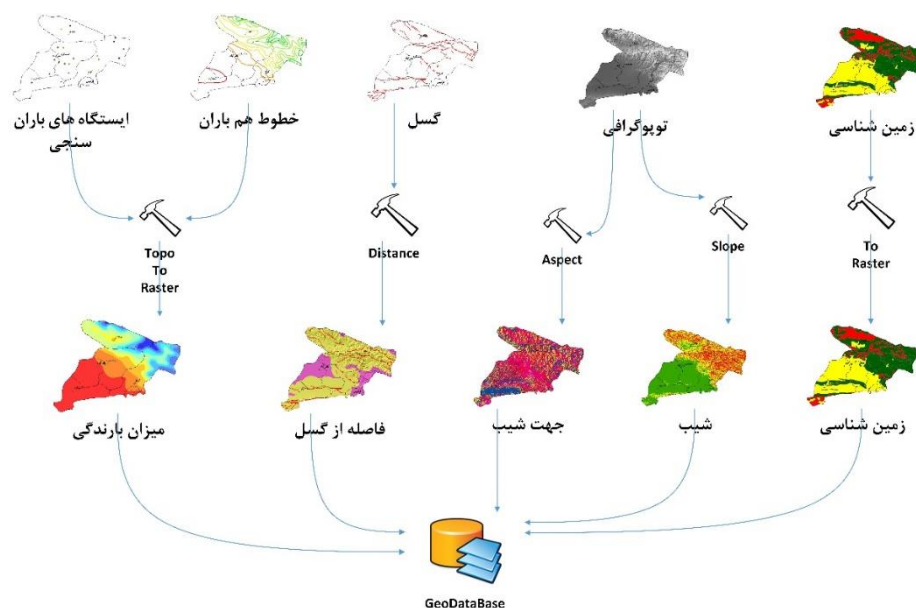 ایستگاه های باران
سنجی
خطوط هم باران
گسل
توپوگرافی
زمین شناسی
Topo
To
Raster
Distance
Aspect
Slope
To
Raster
میزان بارندگی
فاصله از گسل
جهت شیب
شیب
زمین شناسی
GeoDataBase